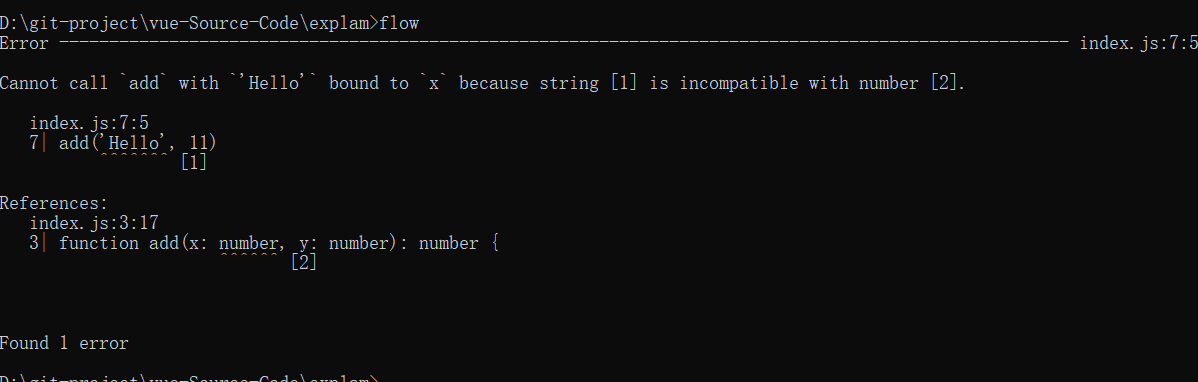 D:\git-project\vue-Source-Code\explam>flow
Error ---------------------------------------------------------------------------------------------------- index.js:7:5
Cannot call `add` with `'Hello'` bound to `x` because string [1] is incompatible with number [2].
index.js:7:5
7| add('Hello', 11)
^^^^^^^ [1]
References:
index.js:3:17
3| function add(x: number, y: number): number {
^^^^^^ [2]
Found 1 error
D:\git-project\vue-Source-Code\explam>